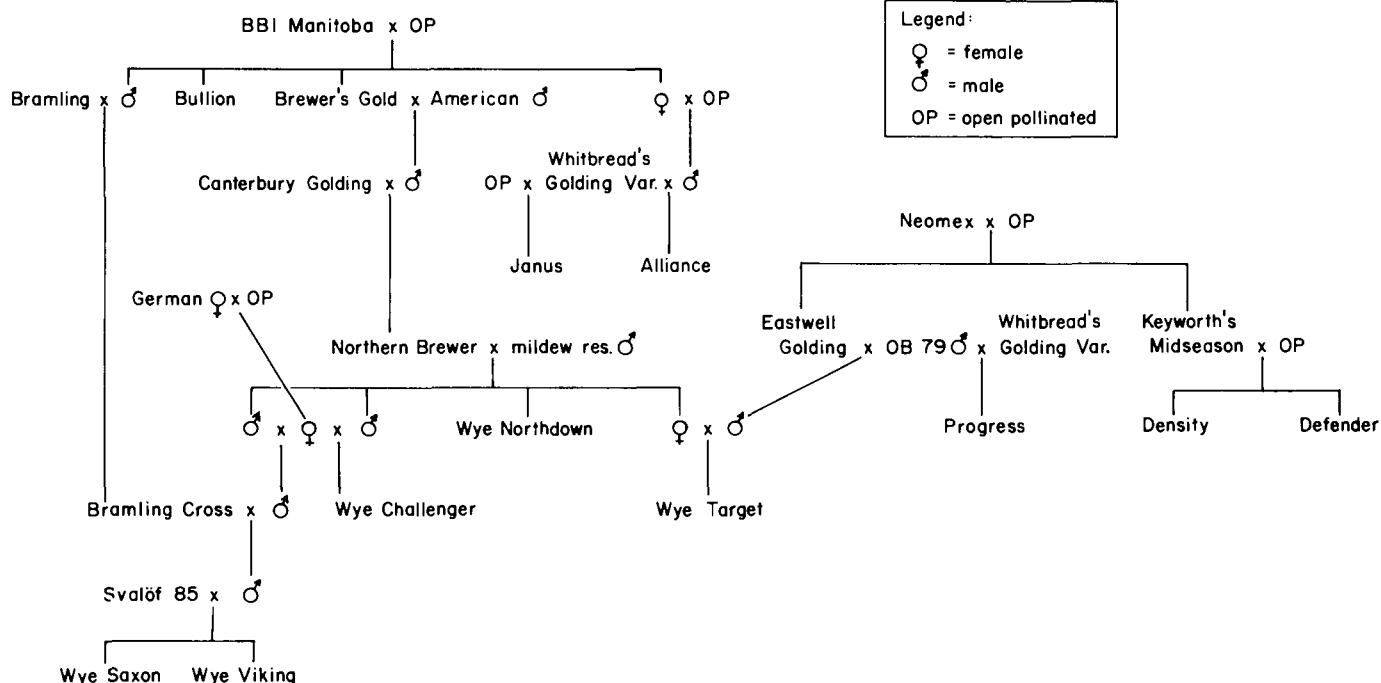 BB1 Manitoba x OP
Legend:
♀ = female
♂ = male
OP = open pollinated
Bramling x ♂ Bullion Brewer's Gold x American ♂ ♀ x OP
Whitbread's
Canterbury Golding x ♂ OP x Golding Var. x ♂
Neomex x OP
Janus Alliance
German ♀ x OP
Eastwell Whitbread's Keyworth's
Northern Brewer x mildew res. ♂ Golding x OB 79 ♂ x Golding Var. Midseason x OP
♂ x ♀ x ♂ Wye Northdown ♀ x ♂ Progress Density Defender
Bramling Cross x ♂ Wye Challenger Wye Target
Svalöf 85 x ♂
Wye Saxon Wye Viking